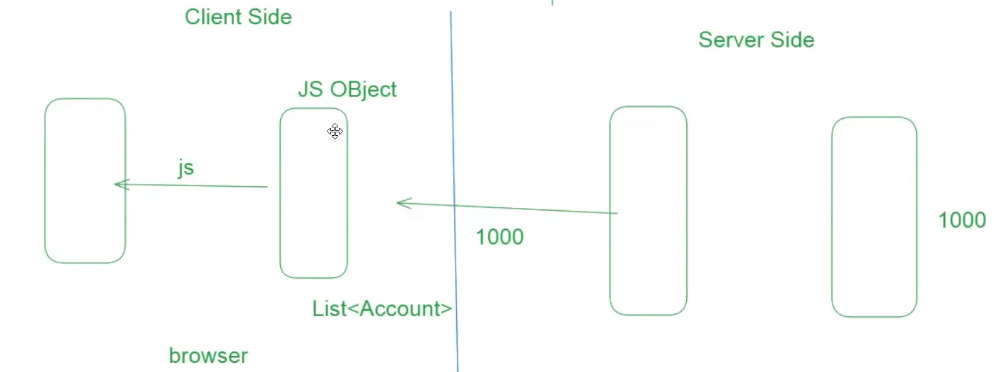 Client Side
Server Side
JS OBject
js
1000
1000
List<Account>
browser